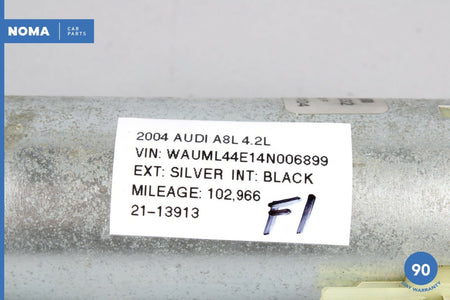 NOMA CAR PARTS
2004 AUDI A8L 4.2L
VIN: WAUML44E14N006899
EXT: SILVER INT: BLACK
MILEAGE: 102,966
21-13913
F1
90
DAY WARRANTY